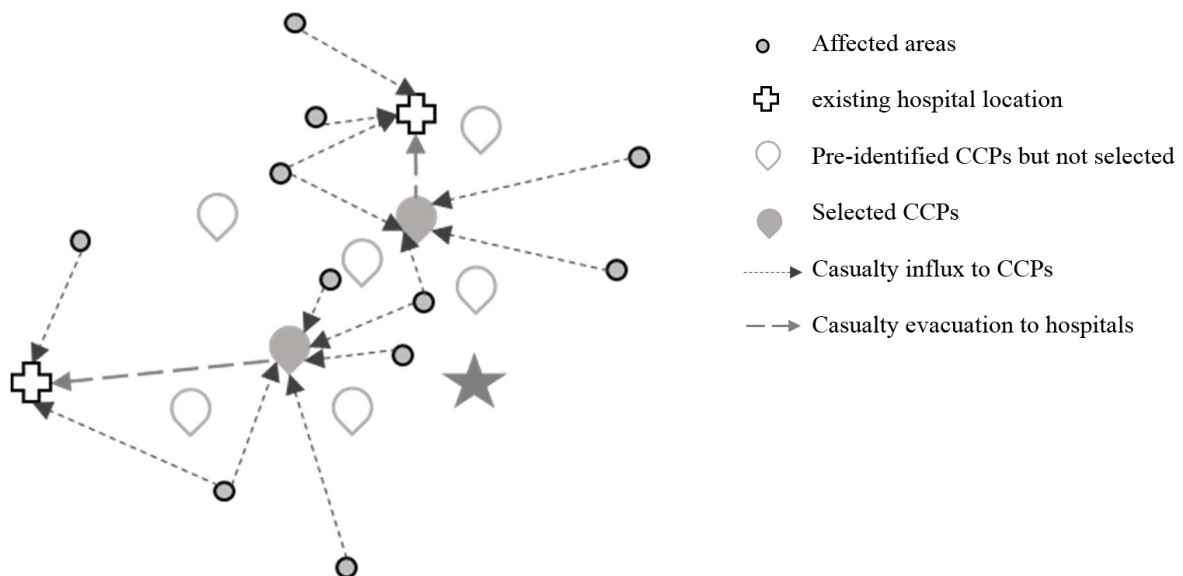 Affected areas
existing hospital location
Pre-identified CCPs but not selected
Selected CCPs
Casualty influx to CCPs
Casualty evacuation to hospitals